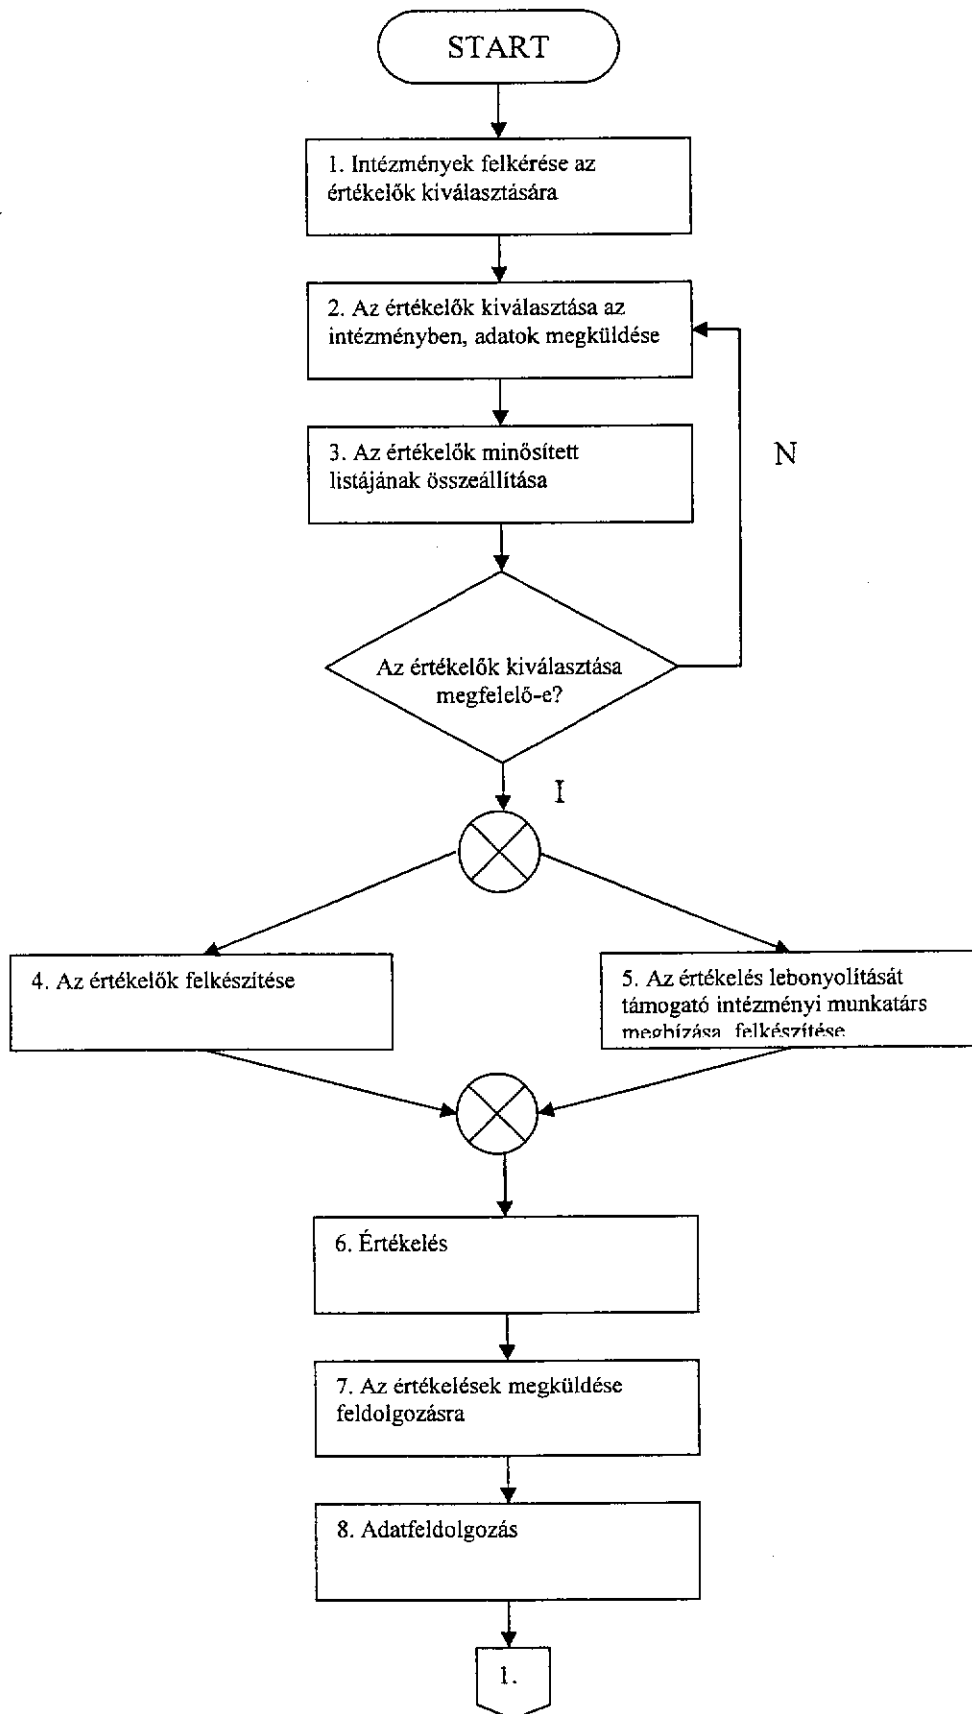 START
1. Intézmények felkérése az
értékelők kiválasztására
2. Az értékelők kiválasztása az
intézményben, adatok megküldése
3. Az értékelők minősített
listájának összeállítása
N
Az értékelők kiválasztása
megfelelő-e?
I
4. Az értékelők felkészítése
5. Az értékelés lebonyolítását
támogató intézményi munkatárs
megbízása, felkészítése
6. Értékelés
7. Az értékelések megküldése
feldolgozásra
8. Adatfeldolgozás
1.